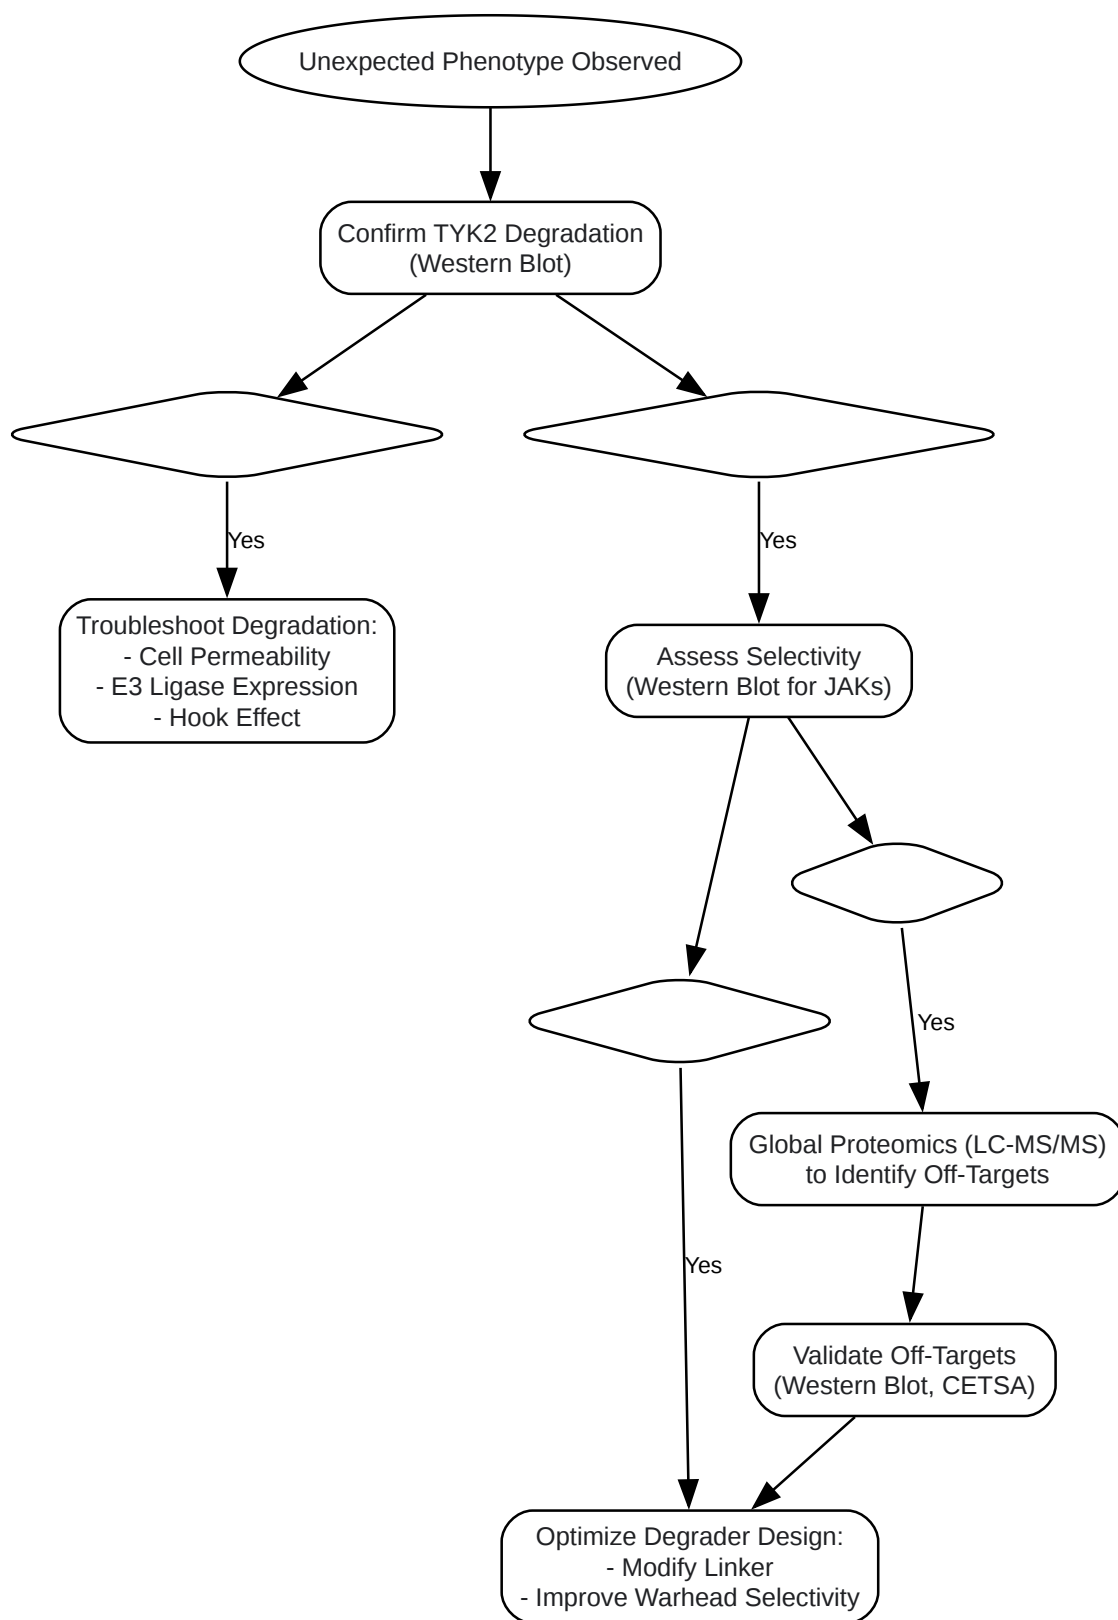 Unexpected Phenotype Observed
Confirm TYK2 Degradation
(Western Blot)
Yes
Yes
Troubleshoot Degradation:
- Cell Permeability
- E3 Ligase Expression
- Hook Effect
Assess Selectivity
(Western Blot for JAKs)
Yes
Global Proteomics (LC-MS/MS)
to Identify Off-Targets
Yes
Validate Off-Targets
(Western Blot, CETSA)
Optimize Degrader Design:
- Modify Linker
- Improve Warhead Selectivity